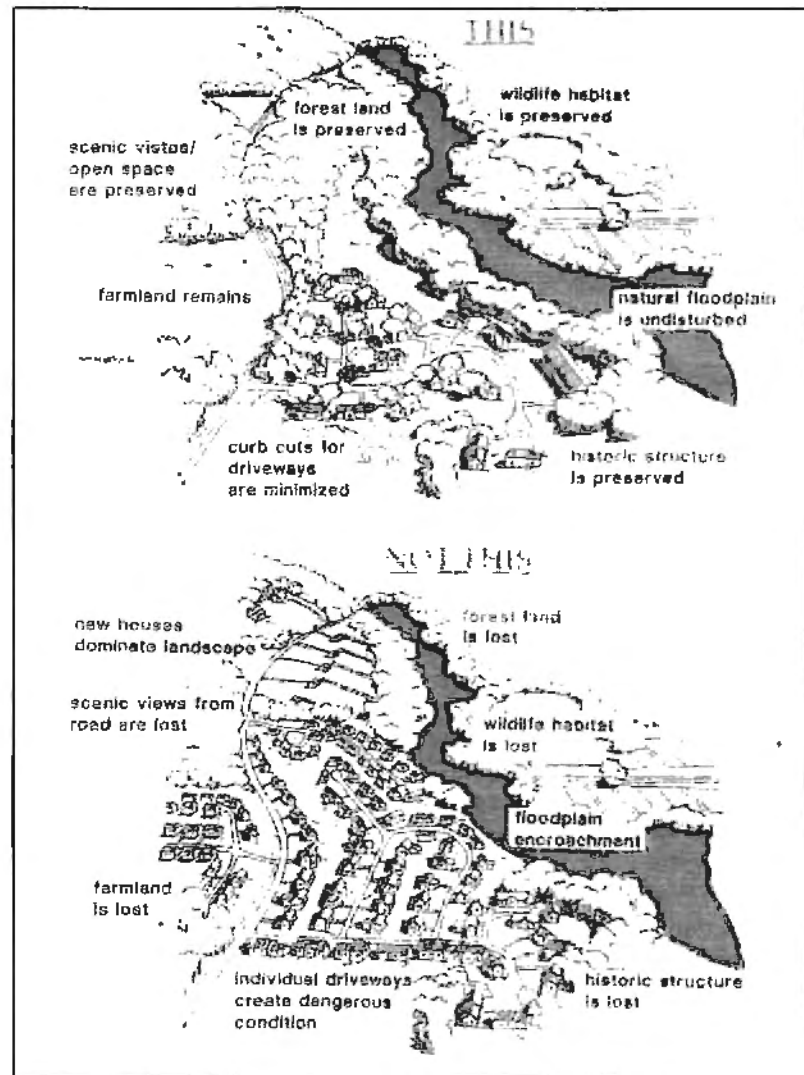 THIS
forest land
is preserved
wildlife habitat
is preserved
scenic vistas/
open space
are preserved
farmland remains
natural floodplain
is undisturbed
curb cuts for
driveways
are minimized
historic structure
is preserved
NOT THIS
new houses
dominate landscape
forest land
is lost
scenic views from
road are lost
wildlife habitat
is lost
floodplain
encroachment
farmland
is lost
individual driveways
create dangerous
condition
historic structure
is lost